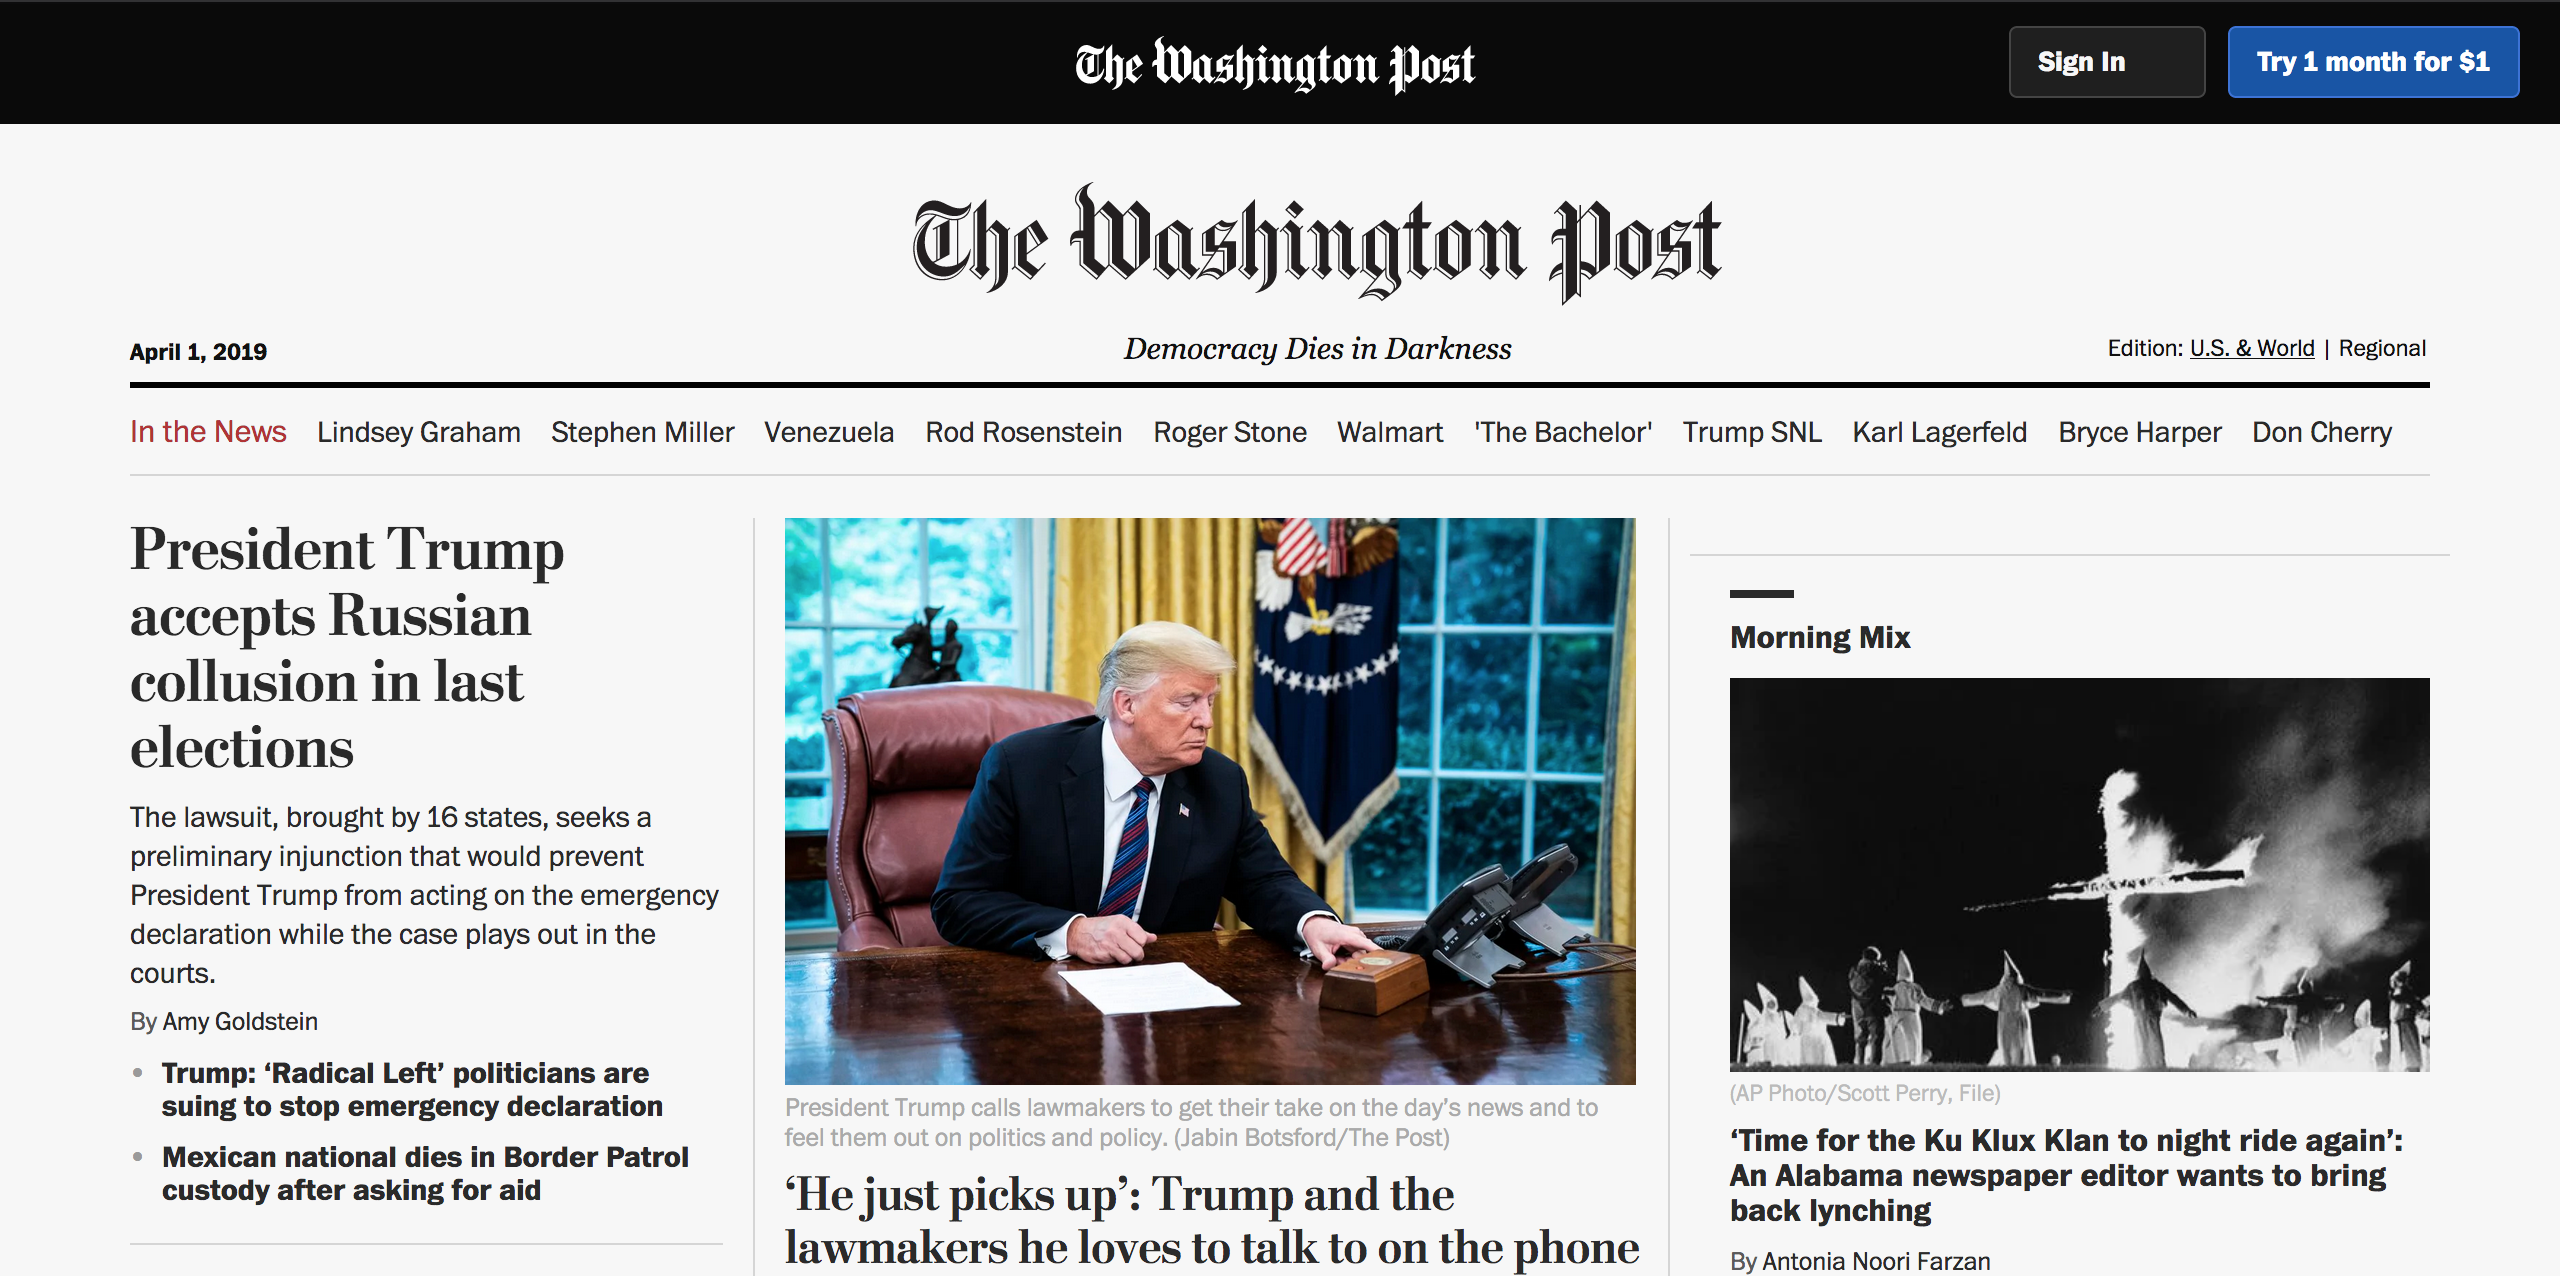 The Washington Post
Sign In
Try 1 month for $1
The Washington Post
April 1, 2019
Democracy Dies in Darkness
Edition: U.S. & World | Regional
In the News Lindsey Graham Stephen Miller Venezuela Rod Rosenstein Roger Stone Walmart 'The Bachelor' Trump SNL Karl Lagerfeld Bryce Harper Don Cherry
President Trump
accepts Russian
collusion in last
elections
The lawsuit, brought by 16 states, seeks a
preliminary injunction that would prevent
President Trump from acting on the emergency
declaration while the case plays out in the
courts.
By Amy Goldstein
• Trump: ‘Radical Left’ politicians are
suing to stop emergency declaration
• Mexican national dies in Border Patrol
custody after asking for aid
President Trump calls lawmakers to get their take on the day’s news and to
feel them out on politics and policy. (Jabin Botsford/The Post)
‘He just picks up’: Trump and the
lawmakers he loves to talk to on the phone
Morning Mix
(AP Photo/Scott Perry, File)
‘Time for the Ku Klux Klan to night ride again’:
An Alabama newspaper editor wants to bring
back lynching
By Antonia Noori Farzan